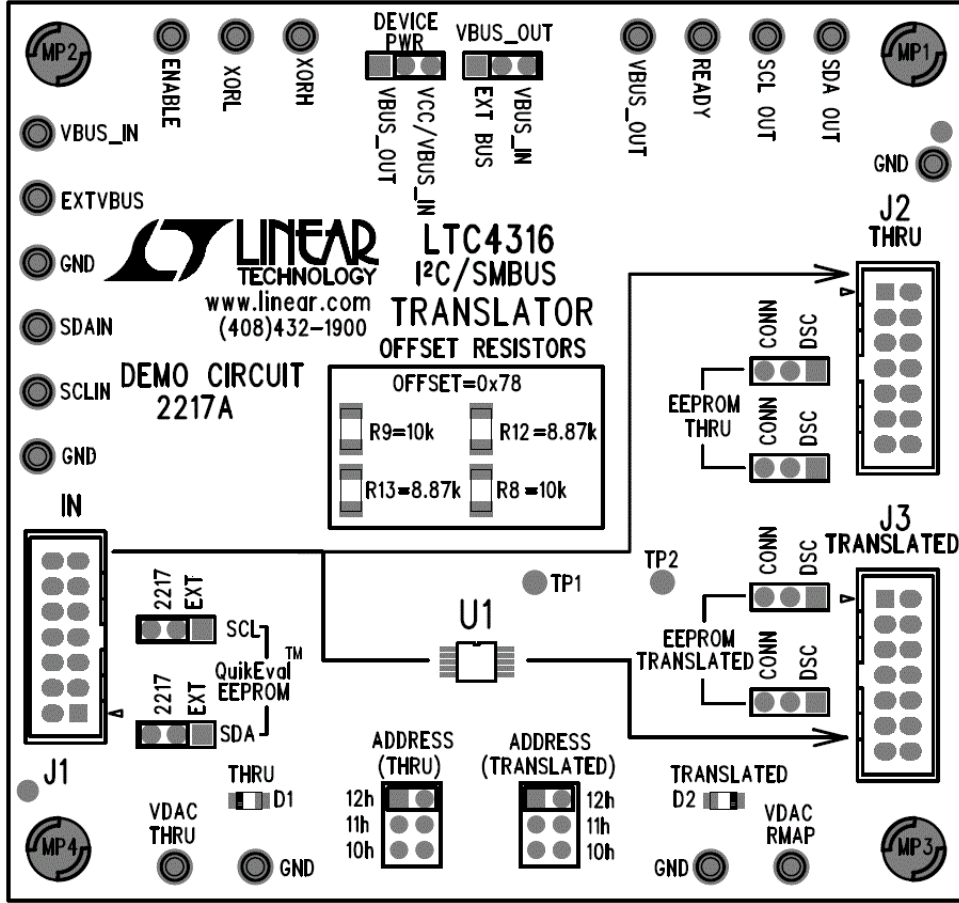 MP2
ENABLE
XORL
XORH
DEVICE
PWR
VBUS_OUT
VCC/VBUS_IN
VBUS_OUT
EXT BUS
VBUS_IN
VBUS_OUT
READY
SCL OUT
SDA OUT
MP1
VBUS_IN
EXTVBUS
GND
SDAIN
SCLIN
GND
GND
LINEAR
TECHNOLOGY
www.linear.com
(408)432-1900
DEMO CIRCUIT
2217A
LTC4316
I²C/SMBUS
TRANSLATOR
OFFSET RESISTORS
OFFSET=0x78
R9=10k
R12=8.87k
R13=8.87k
R8=10k
J2
THRU
CONN
DSC
EEPROM
THRU
CONN
DSC
IN
J1
2217
EXT
SCL
QuikEval™
EEPROM
2217
EXT
SDA
TP1
TP2
U1
J3
TRANSLATED
CONN
DSC
EEPROM
TRANSLATED
CONN
DSC
THRU
D1
VDAC
THRU
GND
MP4
ADDRESS
(THRU)
12h
11h
10h
ADDRESS
(TRANSLATED)
12h
11h
10h
TRANSLATED
D2
GND
VDAC
RMAP
MP3